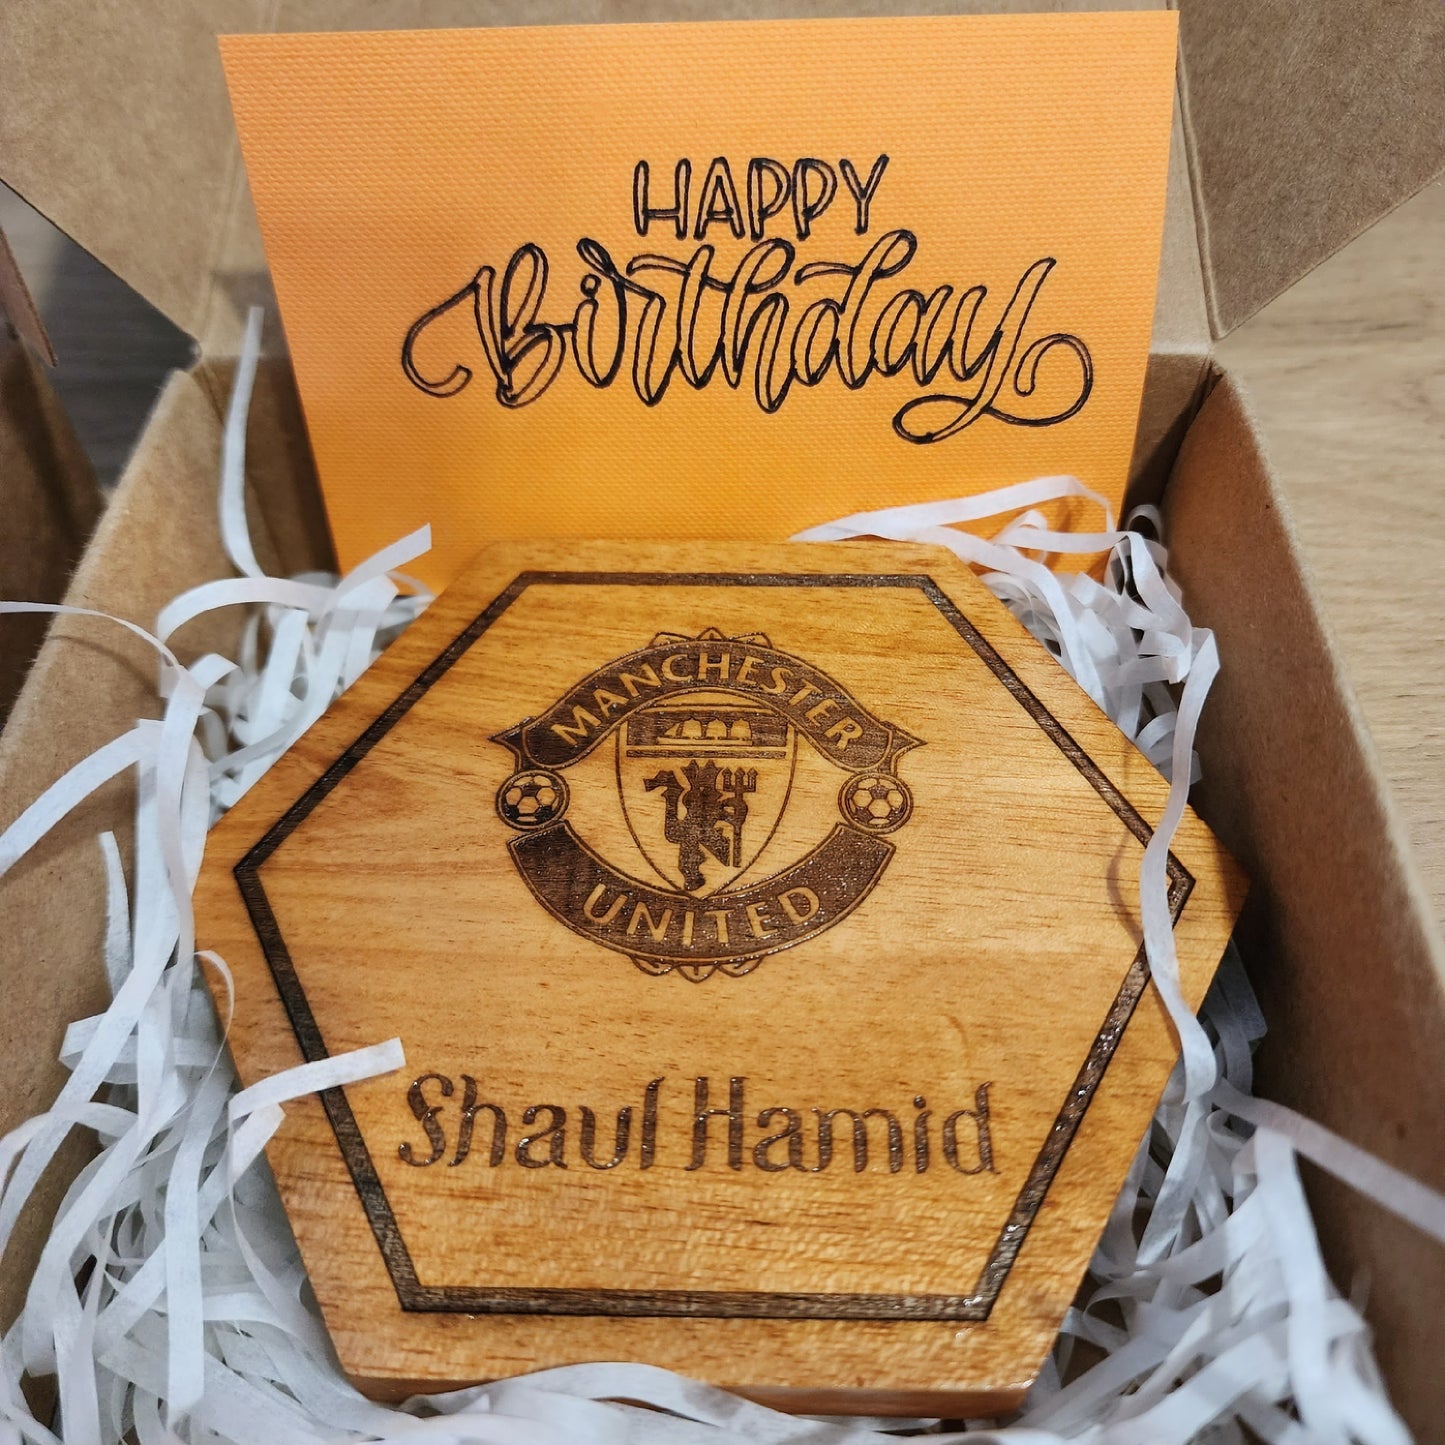 HAPPY
Birthday
MANCHESTER
UNITED
Shaul Hamid